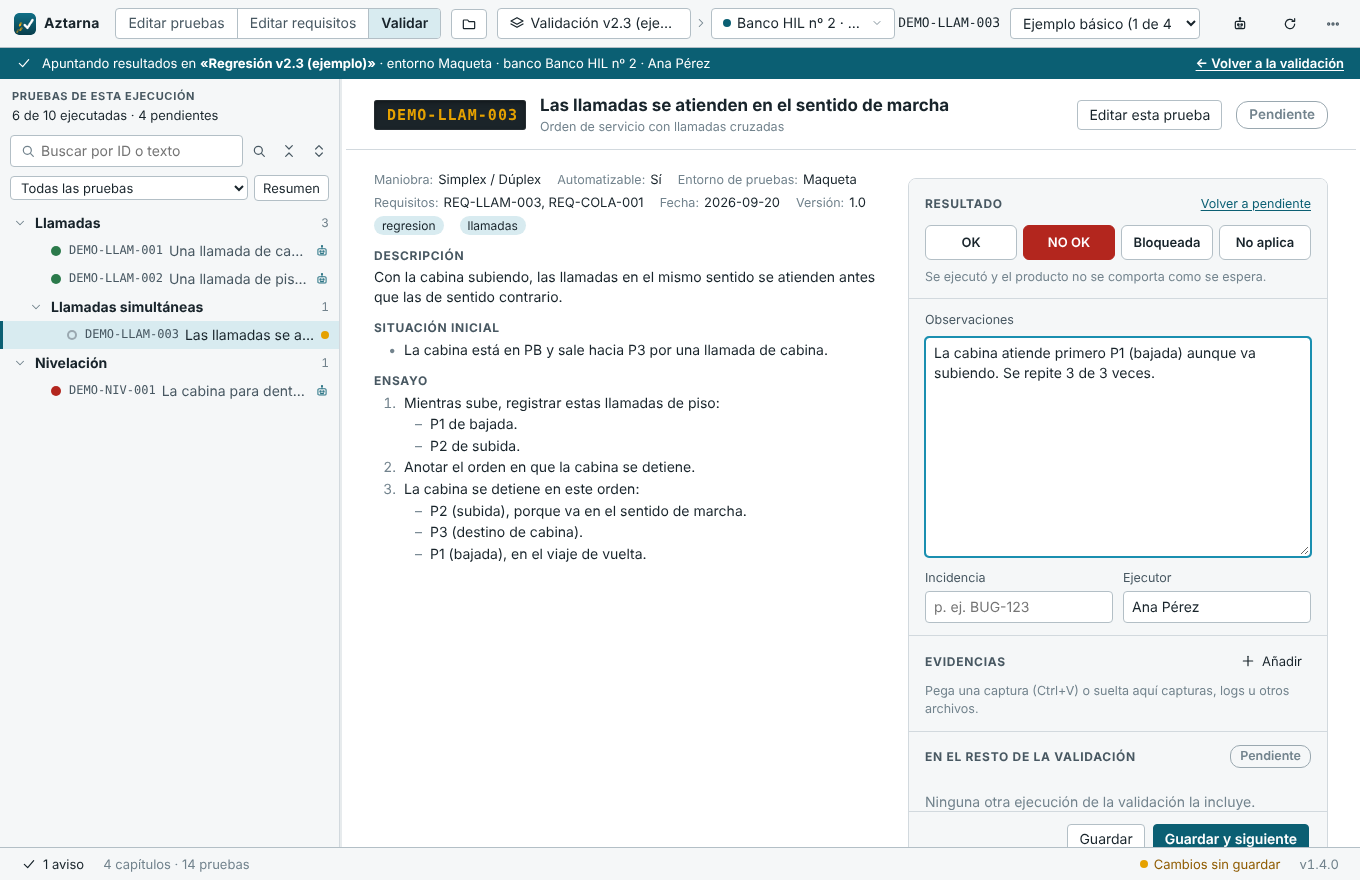 Aztarna
Editar pruebas
Editar requisitos
Validar
Validación v2.3 (eje...
Banco HIL nº 2 · ...
DEMO-LLAM-003
Ejemplo básico (1 de 4
Apuntando resultados en «Regresión v2.3 (ejemplo)» · entorno Maqueta · banco Banco HIL nº 2 · Ana Pérez
← Volver a la validación
PRUEBAS DE ESTA EJECUCIÓN
6 de 10 ejecutadas · 4 pendientes
Buscar por ID o texto
Todas las pruebas
Resumen
Llamadas 3
DEMO-LLAM-001 Una llamada de ca...
DEMO-LLAM-002 Una llamada de pis...
Llamadas simultáneas 1
DEMO-LLAM-003 Las llamadas se a...
Nivelación 1
DEMO-NIV-001 La cabina para dent...
DEMO-LLAM-003
Las llamadas se atienden en el sentido de marcha
Orden de servicio con llamadas cruzadas
Editar esta prueba
Pendiente
Maniobra: Simplex / Dúplex Automatizable: Sí Entorno de pruebas: Maqueta
Requisitos: REQ-LLAM-003, REQ-COLA-001 Fecha: 2026-09-20 Versión: 1.0
regresion llamadas
DESCRIPCIÓN
Con la cabina subiendo, las llamadas en el mismo sentido se atienden antes
que las de sentido contrario.
SITUACIÓN INICIAL
• La cabina está en PB y sale hacia P3 por una llamada de cabina.
ENSAYO
1. Mientras sube, registrar estas llamadas de piso:
– P1 de bajada.
– P2 de subida.
2. Anotar el orden en que la cabina se detiene.
3. La cabina se detiene en este orden:
– P2 (subida), porque va en el sentido de marcha.
– P3 (destino de cabina).
– P1 (bajada), en el viaje de vuelta.
RESULTADO
Volver a pendiente
OK
NO OK
Bloqueada
No aplica
Se ejecutó y el producto no se comporta como se espera.
Observaciones
La cabina atiende primero P1 (bajada) aunque va
subiendo. Se repite 3 de 3 veces.
Incidencia
Ejecutor
p. ej. BUG-123
Ana Pérez
EVIDENCIAS
+ Añadir
Pega una captura (Ctrl+V) o suelta aquí capturas, logs u otros
archivos.
EN EL RESTO DE LA VALIDACIÓN
Pendiente
Ninguna otra ejecución de la validación la incluye.
Guardar
Guardar y siguiente
1 aviso
4 capítulos · 14 pruebas
Cambios sin guardar
v1.4.0